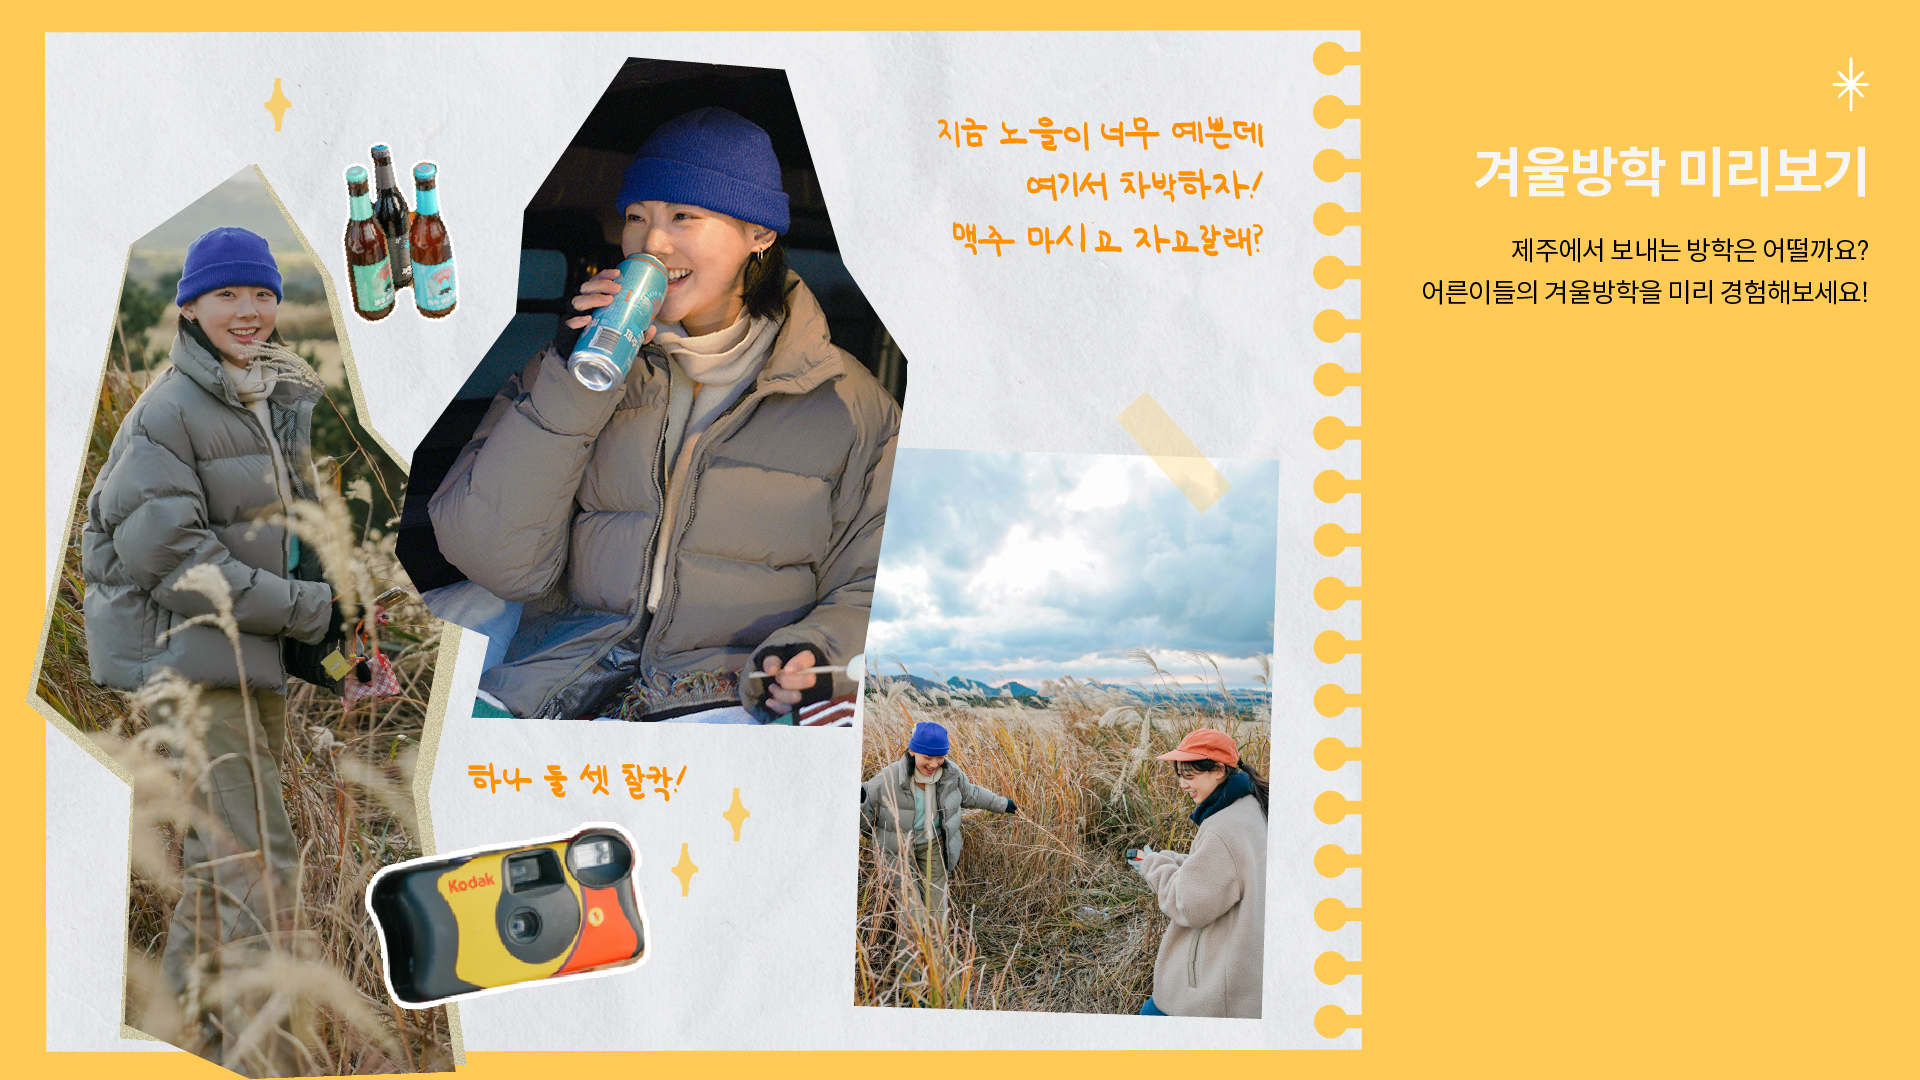 지금 노을이 너무 예쁜데
여기서 차박하자!
맥주 마시고 자고갈래?
하나 둘 셋 찰칵!
Kodak
겨울방학 미리보기
제주에서 보내는 방학은 어떨까요?
어른이들의 겨울방학을 미리 경험해보세요!